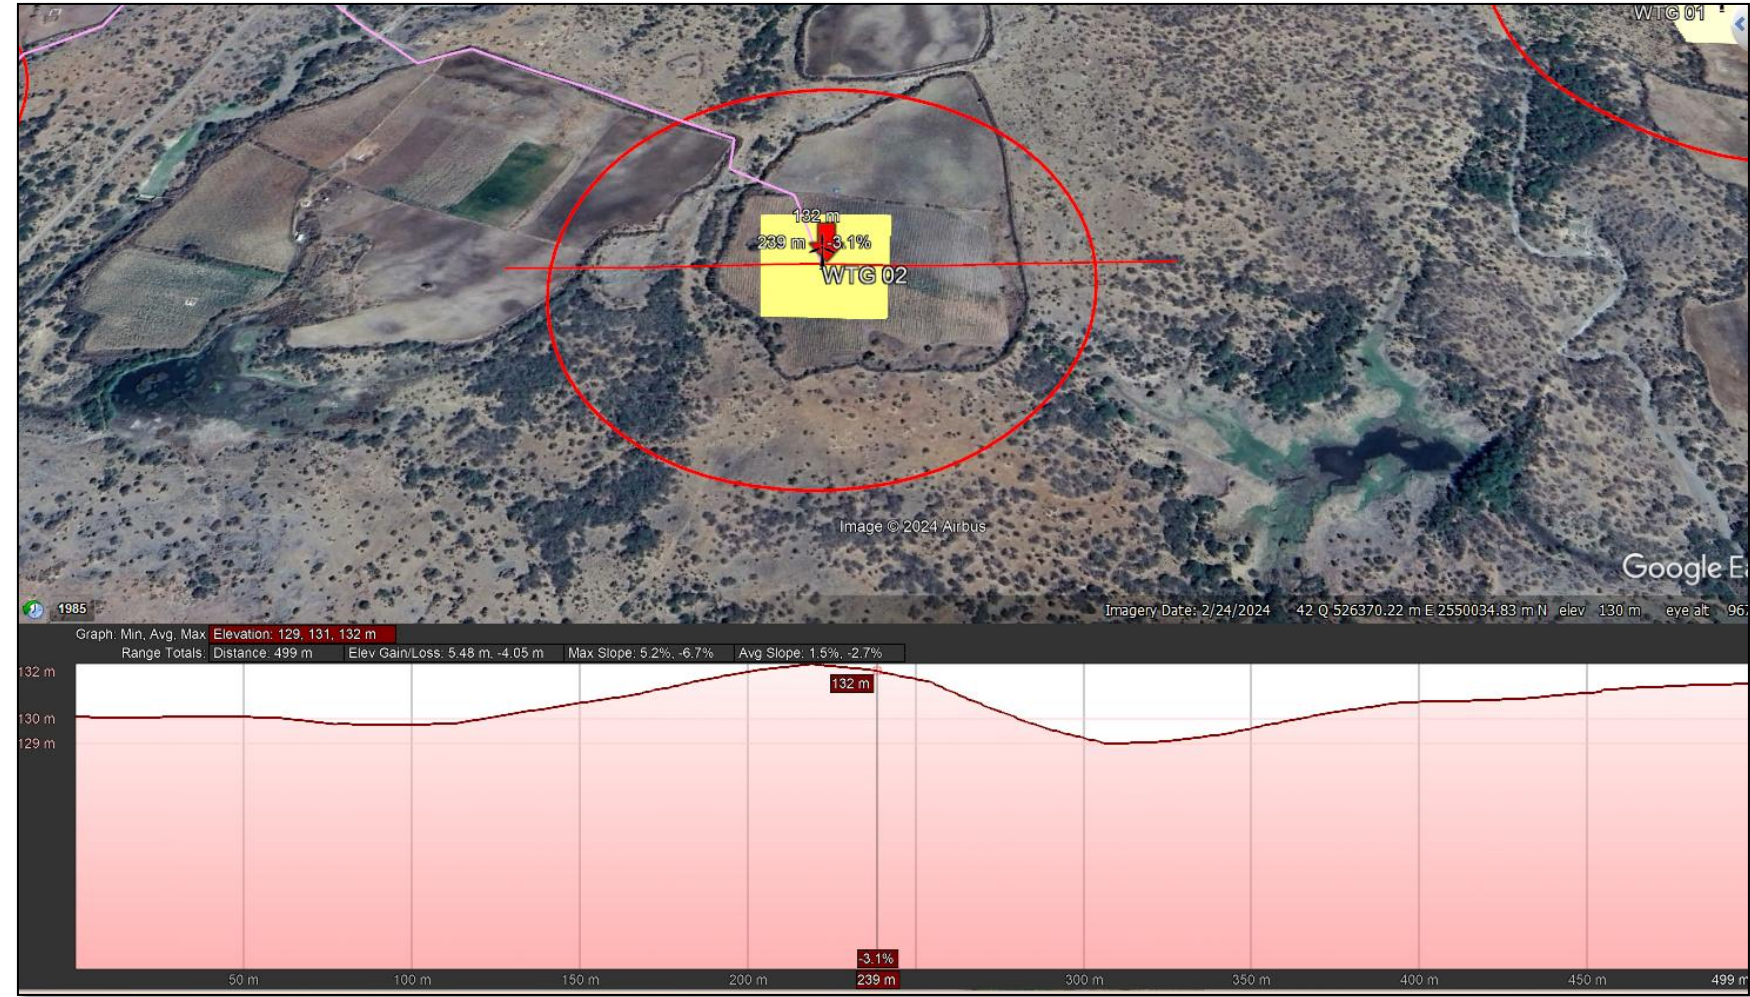 WTG 01
132 m
239 m -3.1%
WTG 02
Image © 2024 Airbus
Google Ea
1985
Imagery Date: 2/24/2024 42 Q 526370.22 m E 2550034.83 m N elev 130 m eye alt 967
Graph: Min, Avg, Max Elevation: 129, 131, 132 m
Range Totals: Distance: 499 m Elev Gain/Loss: 5.48 m, -4.05 m Max Slope: 5.2%, -6.7% Avg Slope: 1.5%, -2.7%
132 m
132 m
130 m
129 m
-3.1%
50 m 100 m 150 m 200 m 239 m 300 m 350 m 400 m 450 m 499 m